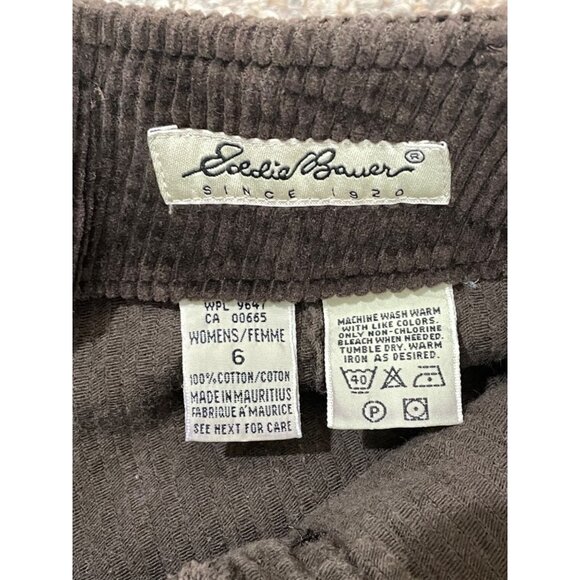 Eddie Bauer®
SINCE 1920
WPL 9647
CA 00665
WOMENS/FEMME
6
100% COTTON/COTON
MADE IN MAURITIUS
FABRIQUE A' MAURICE
SEE NEXT FOR CARE
MACHINE WASH WARM
WITH LIKE COLORS.
ONLY NON-CHLORINE
BLEACH WHEN NEEDED.
TUMBLE DRY. WARM
IRON AS DESIRED.
40
P